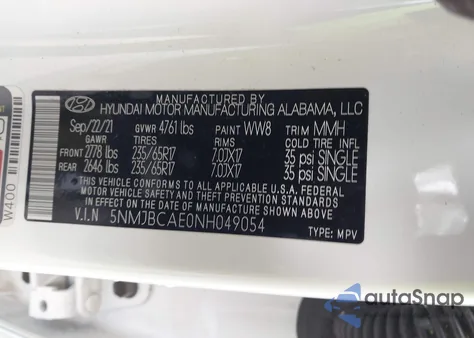 MANUFACTURED BY
HYUNDAI MOTOR MANUFACTURING ALABAMA, LLC
Sep/22/21 GVWR 4761 lbs PAINT WW8 TRIM MMH
GAWR TIRES RIMS COLD TIRE INFL
FRONT 2778 lbs 235/65R17 7.0JX17 35 psi SINGLE
REAR 2646 lbs 235/65R17 7.0JX17 35 psi SINGLE
THIS VEHICLE CONFORMS TO ALL APPLICABLE
U.S. FEDERAL MOTOR VEHICLE SAFETY AND THEFT PREVENTION STANDARDS
IN EFFECT ON THE DATE OF MANUFACTURE SHOWN ABOVE.
V.I.N 5NMJBCAE0NH049054
TYPE: MPV
W400
autoSnap